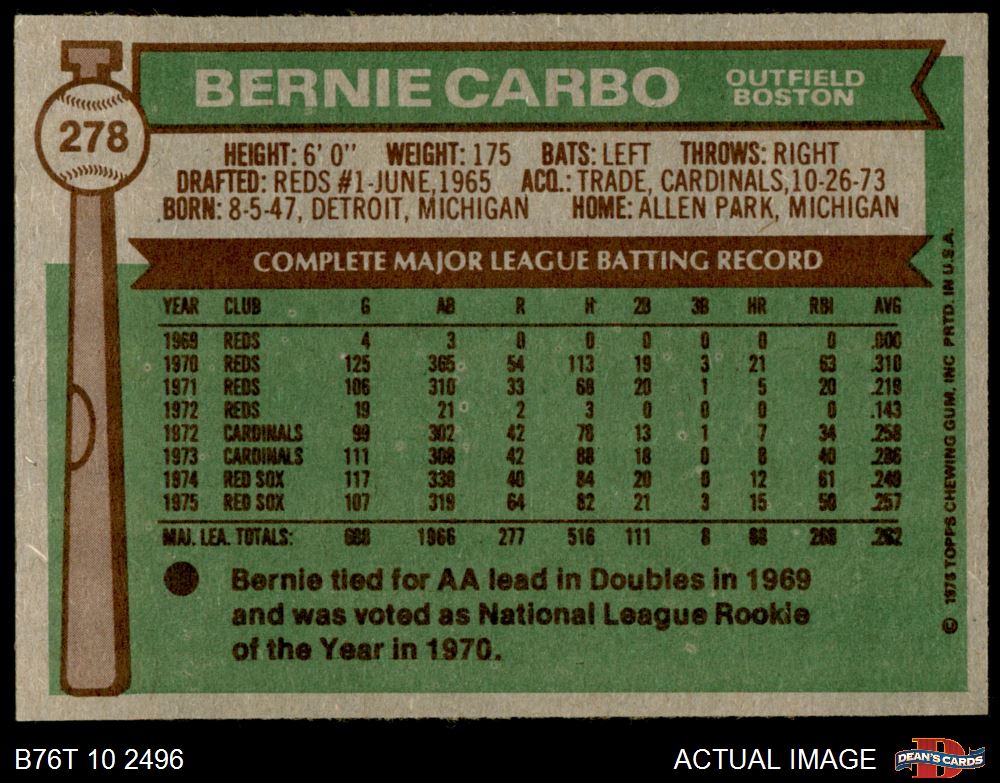 BERNIE CARBO
OUTFIELD
BOSTON
278
HEIGHT: 6' 0" WEIGHT: 175 BATS: LEFT THROWS: RIGHT
DRAFTED: REDS #1-JUNE,1965 ACQ.: TRADE, CARDINALS,10-26-73
BORN: 8-5-47, DETROIT, MICHIGAN HOME: ALLEN PARK, MICHIGAN
COMPLETE MAJOR LEAGUE BATTING RECORD
YEAR CLUB G AB R H 2B 3B HR RBI AVG
1969 REDS 4 3 0 0 0 0 0 0 .000
1970 REDS 125 365 54 113 19 3 21 63 .310
1971 REDS 106 310 33 68 20 1 5 20 .219
1972 REDS 19 21 2 3 0 0 0 0 .143
1972 CARDINALS 99 302 42 78 13 1 7 34 .258
1973 CARDINALS 111 308 42 88 18 0 8 40 .286
1974 RED SOX 117 338 40 84 20 0 12 61 .249
1975 RED SOX 107 319 64 82 21 3 15 50 .257
MAJ. LEA. TOTALS: 688 1966 277 516 111 8 68 268 .262
Bernie tied for AA lead in Doubles in 1969
and was voted as National League Rookie
of the Year in 1970.
© 1976 TOPPS CHEWING GUM, INC PRTD. IN U.S.A.
B76T 10 2496
ACTUAL IMAGE
DEAN'S CARDS